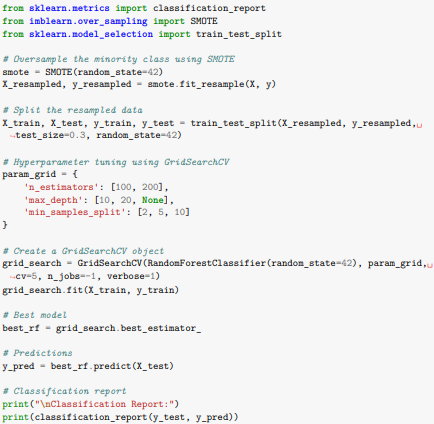 from sklearn.metrics import classification_report
from imblearn.over_sampling import SMOTE
from sklearn.model_selection import train_test_split
# Oversample the minority class using SMOTE
smote = SMOTE(random_state=42)
X_resampled, y_resampled = smote.fit_resample(X, y)
# Split the resampled data
X_train, X_test, y_train, y_test = train_test_split(X_resampled, y_resampled,␣
↪test_size=0.3, random_state=42)
# Hyperparameter tuning using GridSearchCV
param_grid = {
    'n_estimators': [100, 200],
    'max_depth': [10, 20, None],
    'min_samples_split': [2, 5, 10]
}
# Create a GridSearchCV object
grid_search = GridSearchCV(RandomForestClassifier(random_state=42), param_grid,␣
↪cv=5, n_jobs=-1, verbose=1)
grid_search.fit(X_train, y_train)
# Best model
best_rf = grid_search.best_estimator_
# Predictions
y_pred = best_rf.predict(X_test)
# Classification report
print("\nClassification Report:")
print(classification_report(y_test, y_pred))